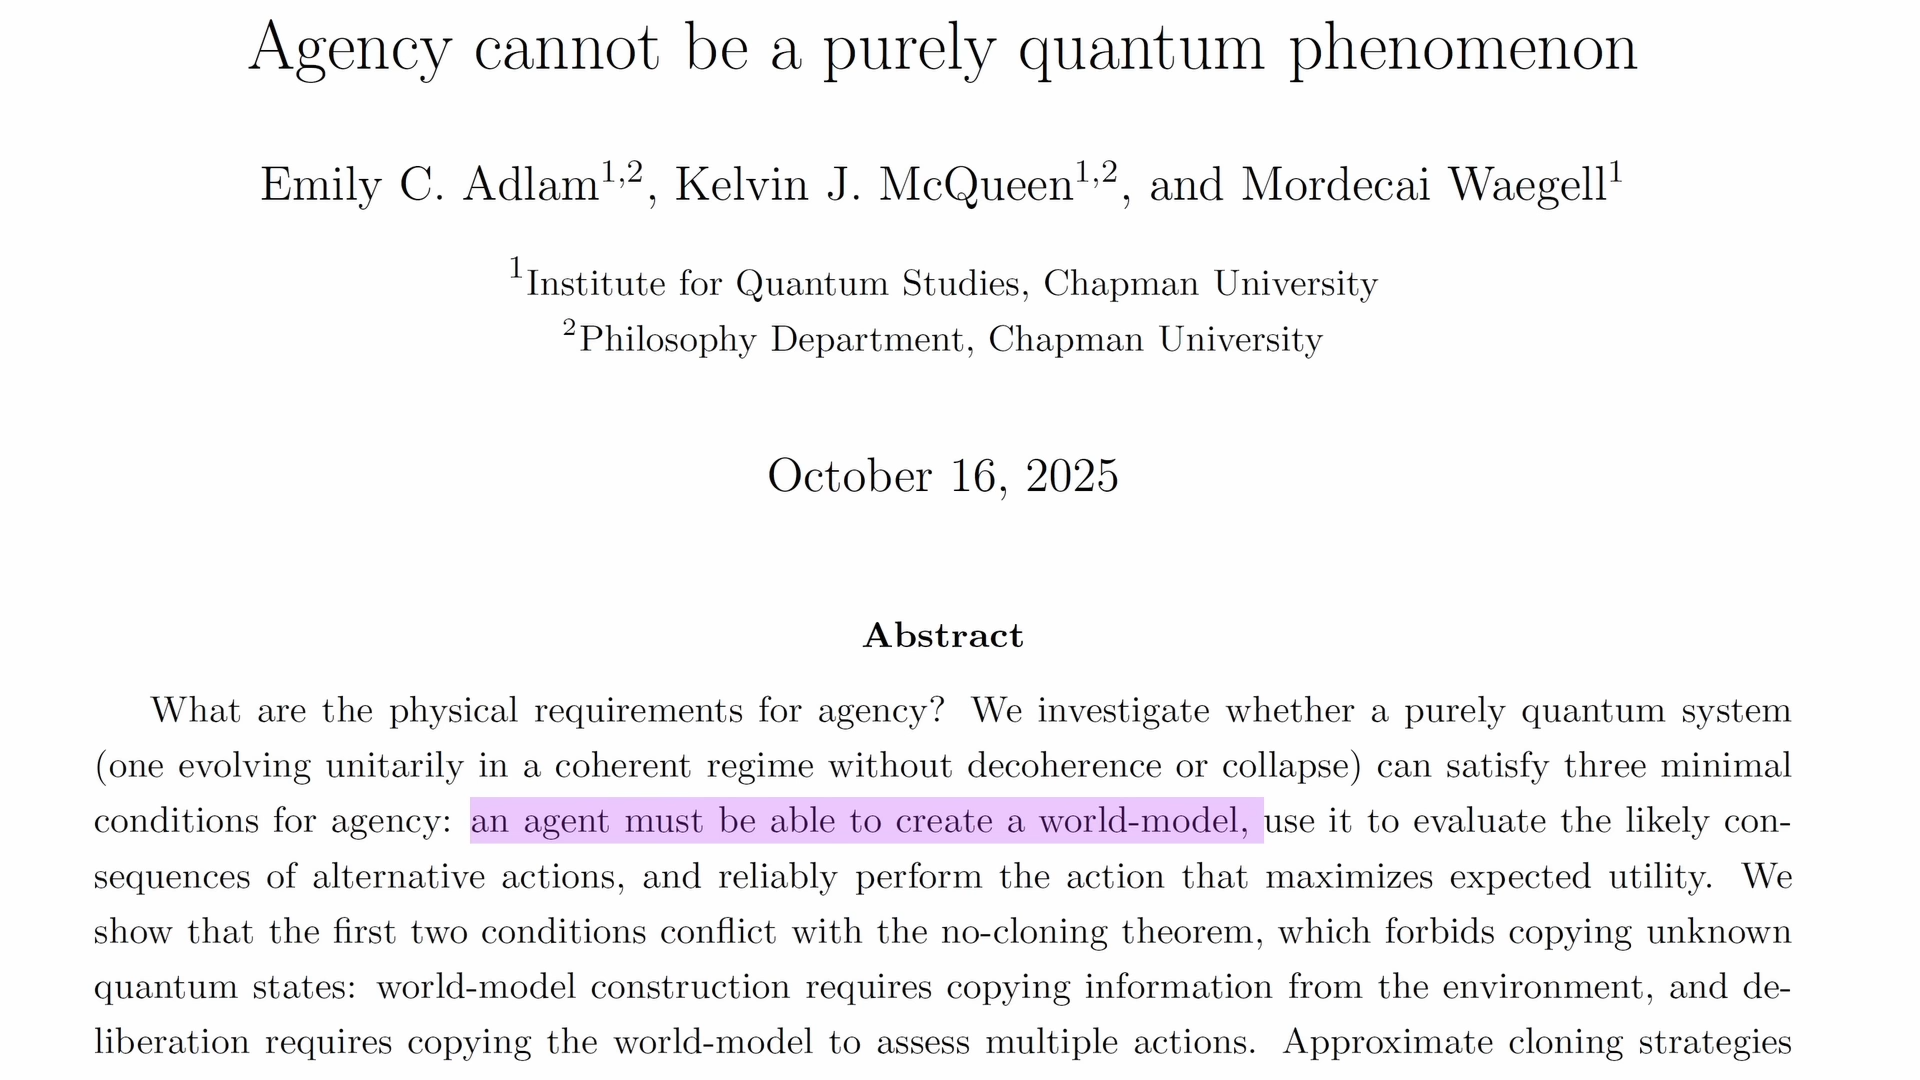 Agency cannot be a purely quantum phenomenon
Emily C. Adlam1,2, Kelvin J. McQueen1,2, and Mordecai Waegell1
1Institute for Quantum Studies, Chapman University
2Philosophy Department, Chapman University
October 16, 2025
Abstract
What are the physical requirements for agency? We investigate whether a purely quantum system
(one evolving unitarily in a coherent regime without decoherence or collapse) can satisfy three minimal
conditions for agency: an agent must be able to create a world-model, use it to evaluate the likely con-
sequences of alternative actions, and reliably perform the action that maximizes expected utility. We
show that the first two conditions conflict with the no-cloning theorem, which forbids copying unknown
quantum states: world-model construction requires copying information from the environment, and de-
liberation requires copying the world-model to assess multiple actions. Approximate cloning strategies